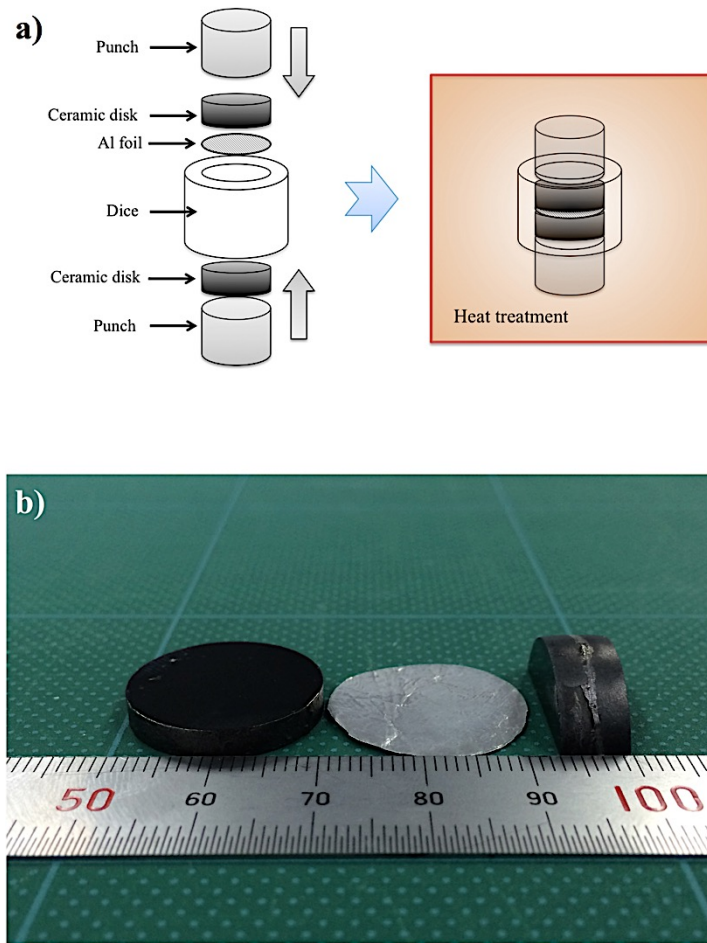 a)
Punch
Ceramic disk
Al foil
Dice
Ceramic disk
Punch
Heat treatment
b)
50 60 70 80 90 100